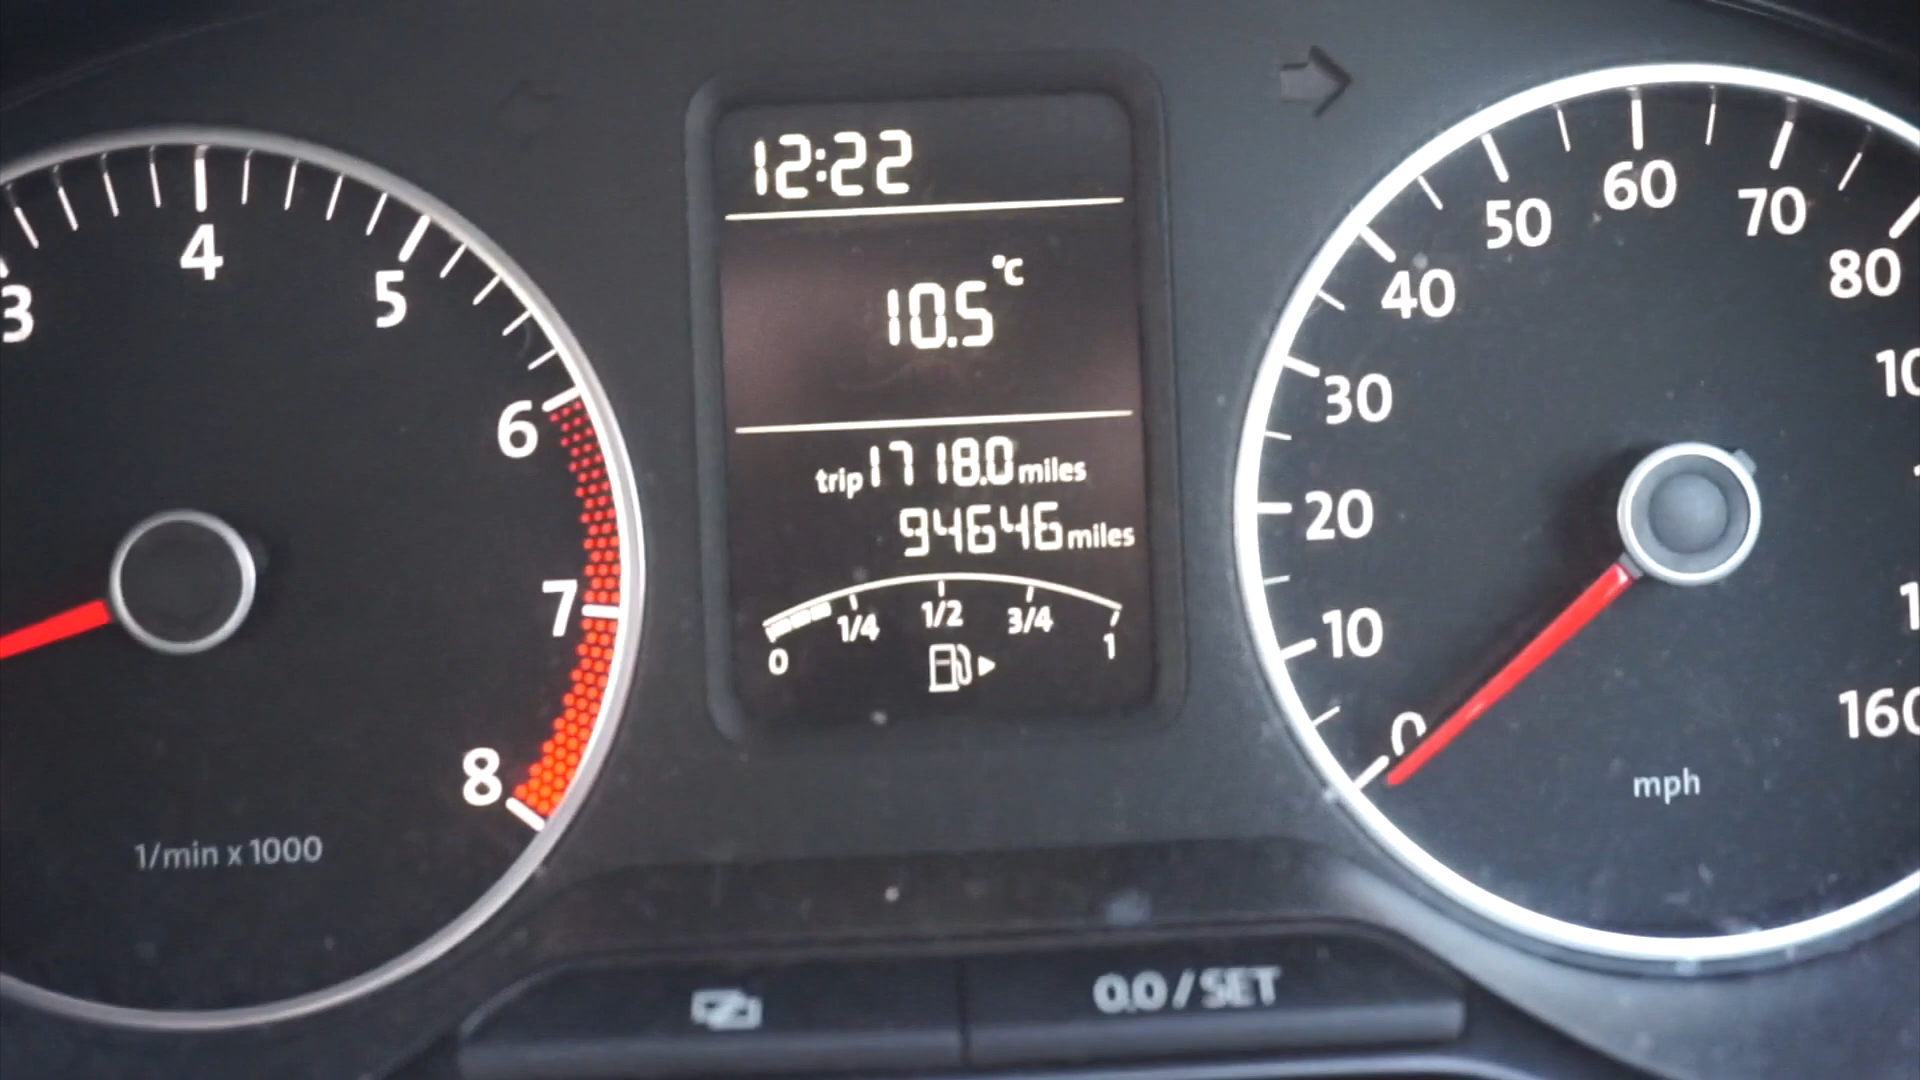 12:22
10.5 °C
trip 1718.0 miles
94646 miles
0 1/4 1/2 3/4 1
3 4 5 6 7 8
1/min x 1000
0 10 20 30 40 50 60 70 80
160
mph
0.0 / SET